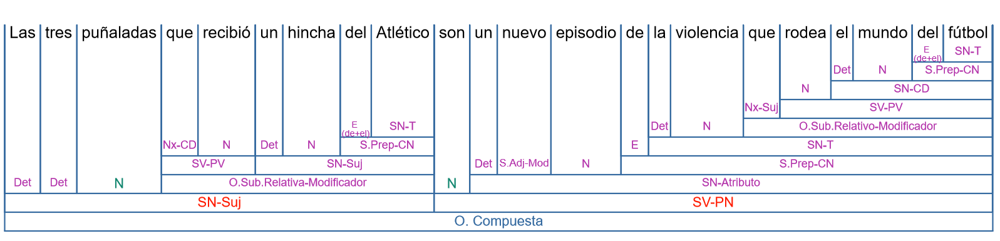 Las tres puñaladas que recibió un hincha del Atlético son un nuevo episodio de la violencia que rodea el mundo del fútbol
E SN-T
(de+el)
Det N S.Prep-CN
N SN-CD
Nx-Suj SV-PV
E SN-T Det N O.Sub.Relativo-Modificador
(de+el)
Nx-CD N Det N S.Prep-CN E SN-T
SV-PV SN-Suj Det S.Adj-Mod N S.Prep-CN
Det Det N O.Sub.Relativa-Modificador N SN-Atributo
SN-Suj SV-PN
O. Compuesta